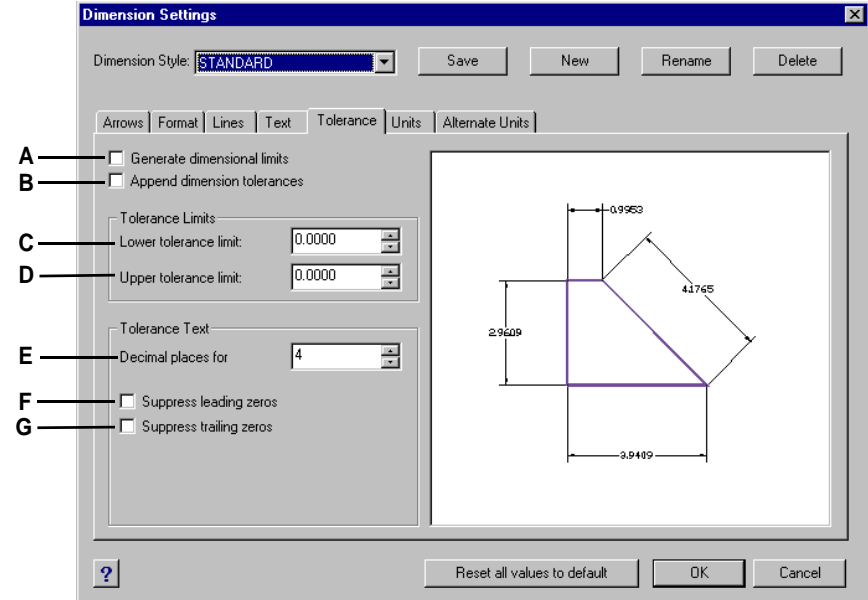 Dimension Settings
Dimension Style: STANDARD Save New Rename Delete
Arrows Format Lines Text Tolerance Units Alternate Units
A Generate dimensional limits
B Append dimension tolerances
Tolerance Limits
C Lower tolerance limit: 0.0000
D Upper tolerance limit: 0.0000
Tolerance Text
E Decimal places for 4
F Suppress leading zeros
G Suppress trailing zeros
0.9953
4.1765
2.9609
3.9409
? Reset all values to default OK Cancel